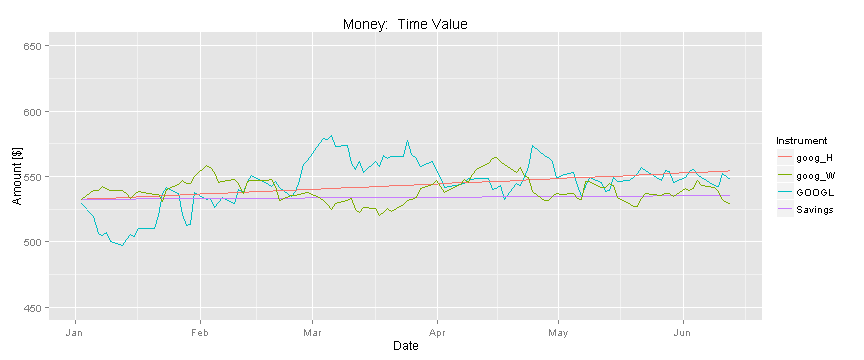 Money:  Time Value
650
600
550
500
450
Amount [$]
Jan
Feb
Mar
Apr
May
Jun
Date
Instrument
goog_H
goog_W
GOOGL
Savings